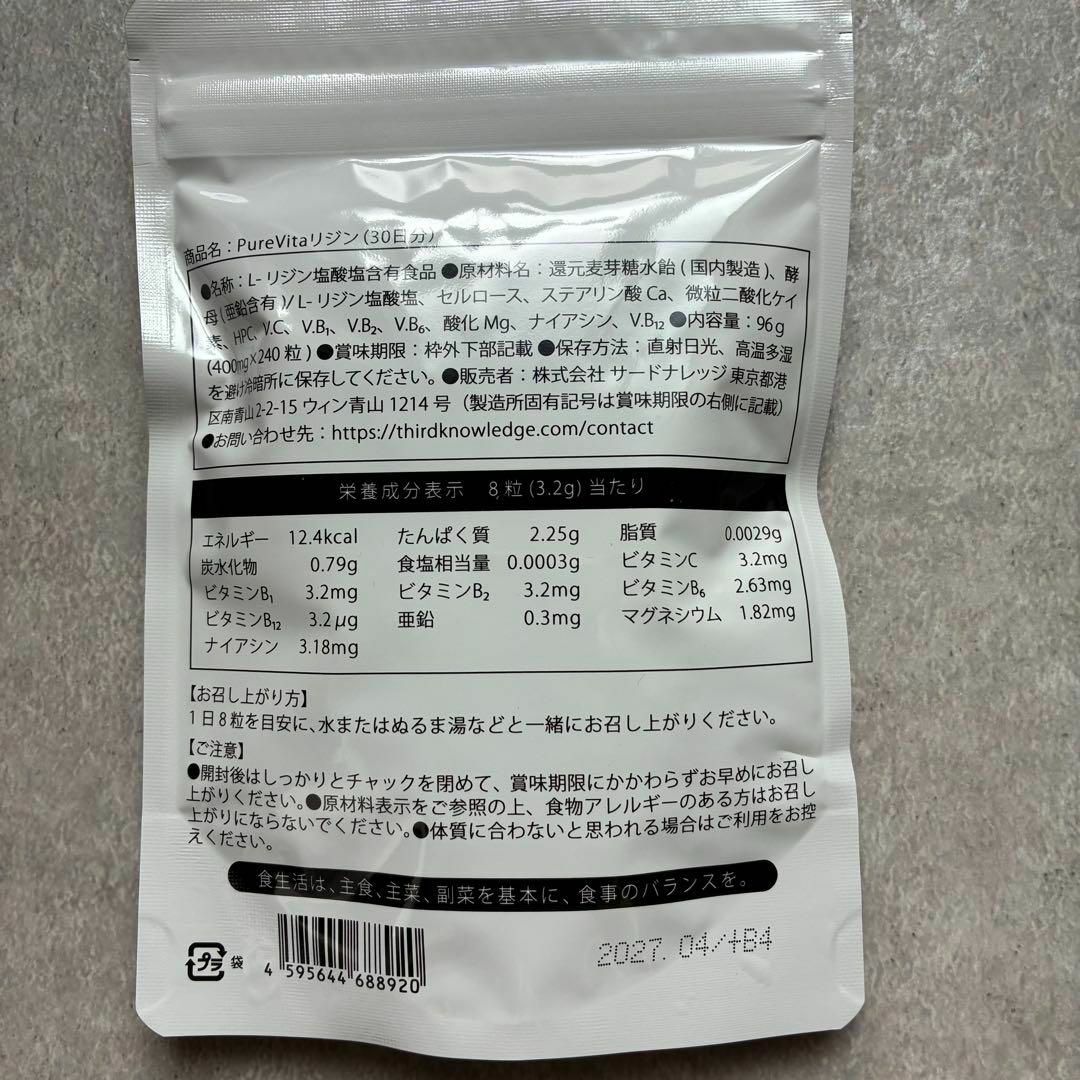 商品名：PureVitaリジン（30日分）
●名称：L-リジン塩酸塩含有食品 ●原材料名：還元麦芽糖水飴(国内製造)、酵
母(亜鉛含有)/L-リジン塩酸塩、セルロース、ステアリン酸Ca、微粒二酸化ケイ
素、HPC、V.C、V.B₁、V.B₂、V.B₆、酸化Mg、ナイアシン、V.B₁₂ ●内容量：96g
(400mg×240粒) ●賞味期限：枠外下部記載 ●保存方法：直射日光、高温多湿
を避け冷暗所に保存してください。●販売者：株式会社 サードナレッジ 東京都港
区南青山2-2-15 ウィン青山 1214号（製造所固有記号は賞味期限の右側に記載）
●お問い合わせ先：https://thirdknowledge.com/contact
栄養成分表示 8粒(3.2g)当たり
エネルギー 12.4kcal たんぱく質 2.25g 脂質 0.0029g
炭水化物 0.79g 食塩相当量 0.0003g ビタミンC 3.2mg
ビタミンB₁ 3.2mg ビタミンB₂ 3.2mg ビタミンB₆ 2.63mg
ビタミンB₁₂ 3.2μg 亜鉛 0.3mg マグネシウム 1.82mg
ナイアシン 3.18mg
【お召し上がり方】
1日8粒を目安に、水またはぬるま湯などと一緒にお召し上がりください。
【ご注意】
●開封後はしっかりとチャックを閉めて、賞味期限にかかわらずお早めにお召し
上がりください。●原材料表示をご参照の上、食物アレルギーのある方はお召し
上がりにならないでください。●体質に合わないと思われる場合はご利用をお控
えください。
食生活は、主食、主菜、副菜を基本に、食事のバランスを。
プラ 袋
4 595644 688920
2027. 04/+B4